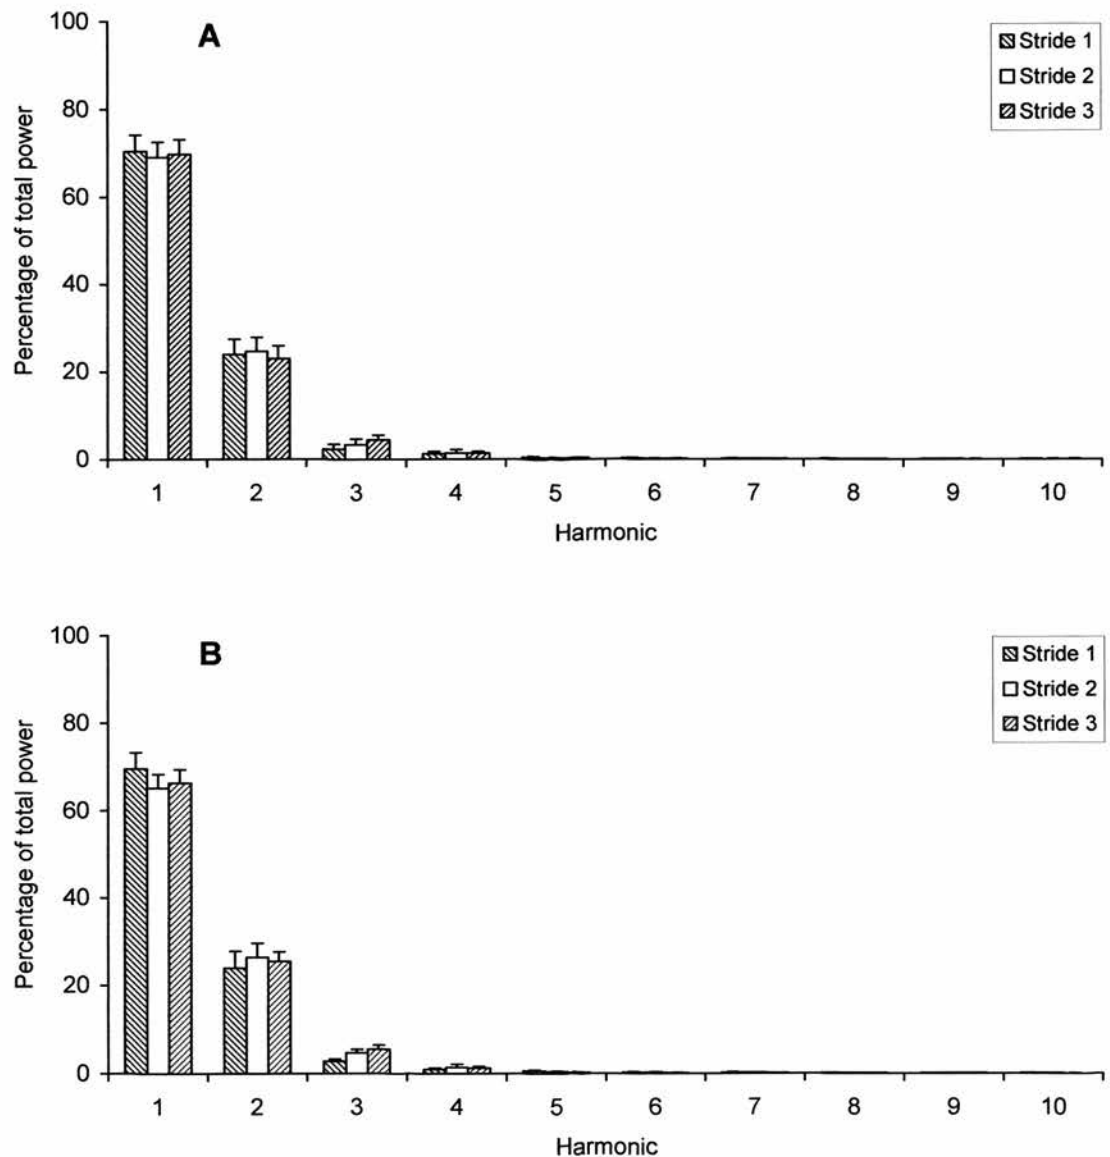 A
Stride 1
Stride 2
Stride 3
Percentage of total power
100
80
60
40
20
0
1 2 3 4 5 6 7 8 9 10
Harmonic
B
Stride 1
Stride 2
Stride 3
Percentage of total power
100
80
60
40
20
0
1 2 3 4 5 6 7 8 9 10
Harmonic